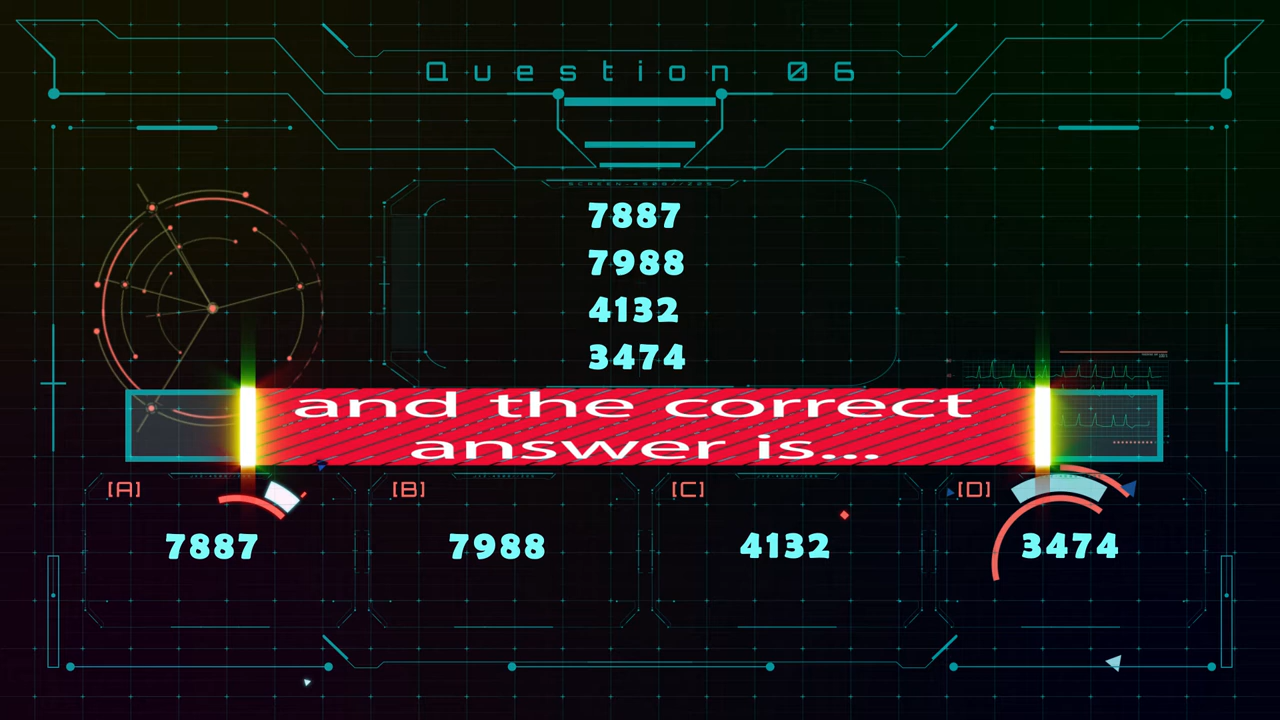 Question 06
7887
7988
4132
3474
and the correct
answer is...
[A]
[B]
[C]
[D]
7887
7988
4132
3474